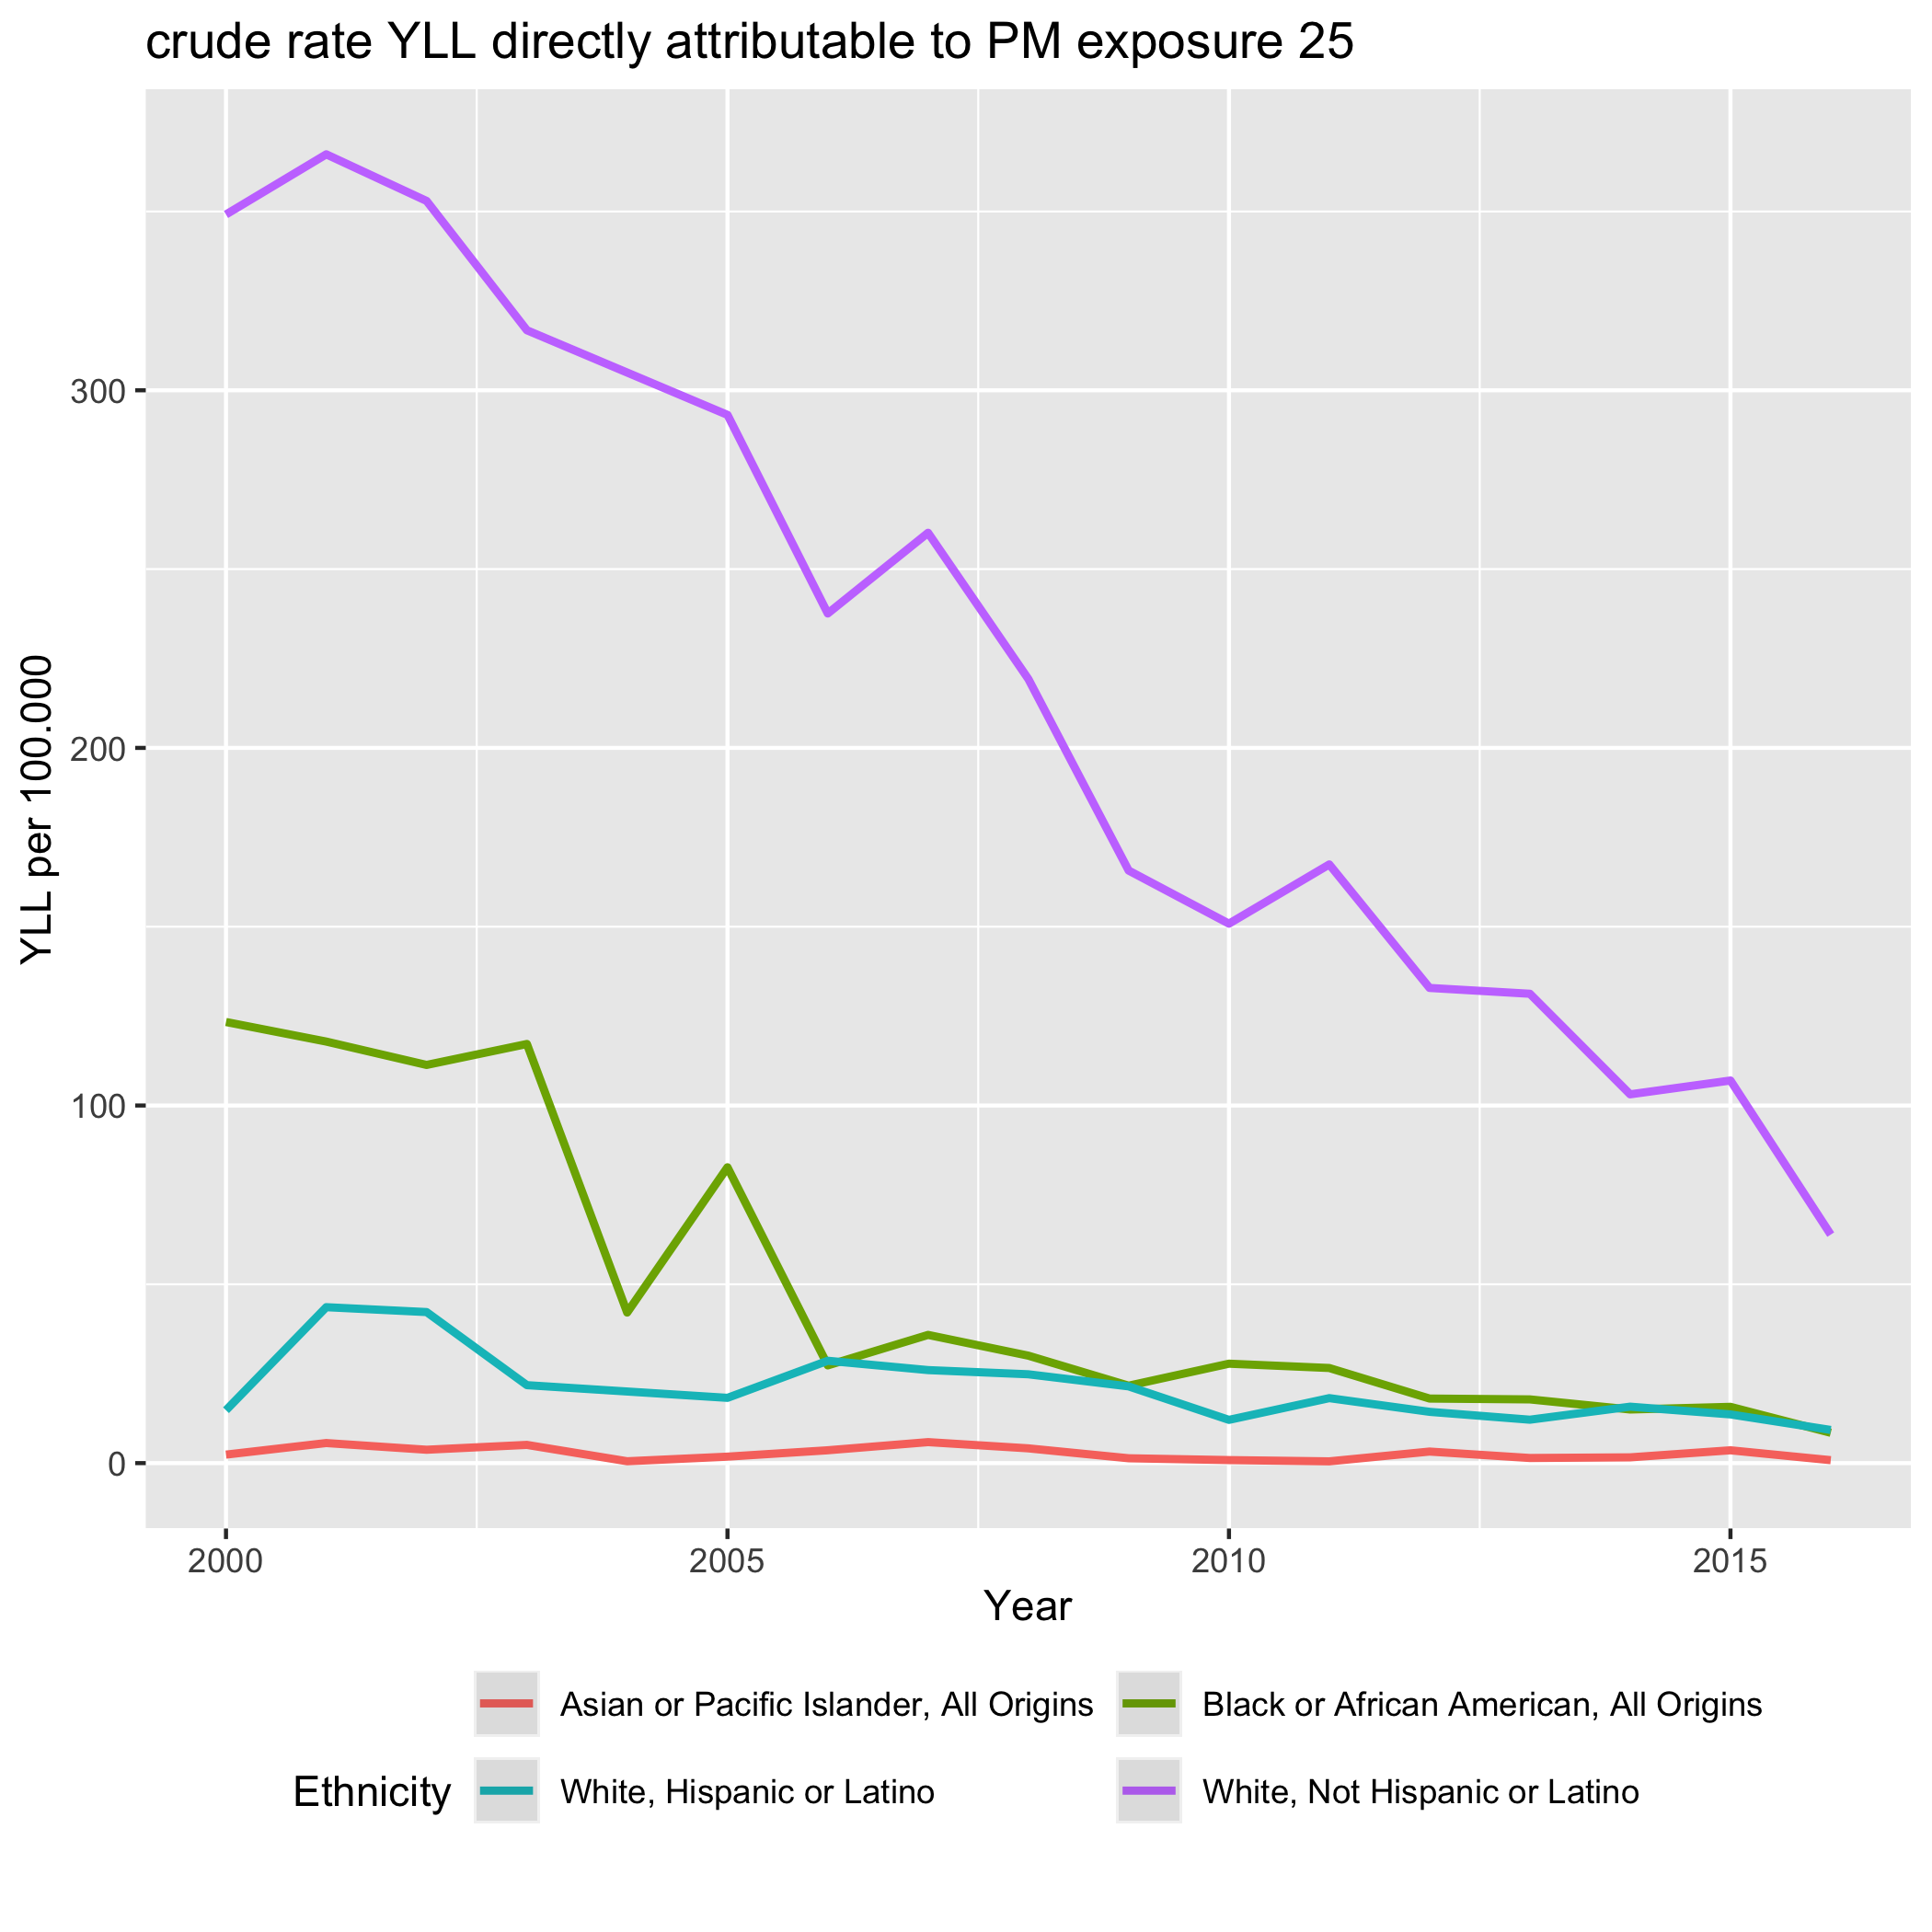 crude rate YLL directly attributable to PM exposure 25
YLL per 100.000
300
200
100
0
2000 2005 2010 2015
Year
Ethnicity
Asian or Pacific Islander, All Origins
Black or African American, All Origins
White, Hispanic or Latino
White, Not Hispanic or Latino